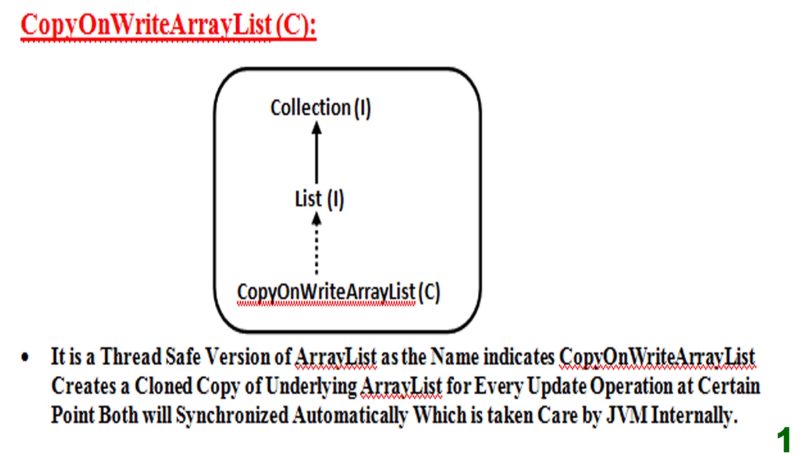 CopyOnWriteArrayList (C):
Collection (I)
List (I)
CopyOnWriteArrayList (C)
• It is a Thread Safe Version of ArrayList as the Name indicates CopyOnWriteArrayList
Creates a Cloned Copy of Underlying ArrayList for Every Update Operation at Certain
Point Both will Synchronized Automatically Which is taken Care by JVM Internally.
1